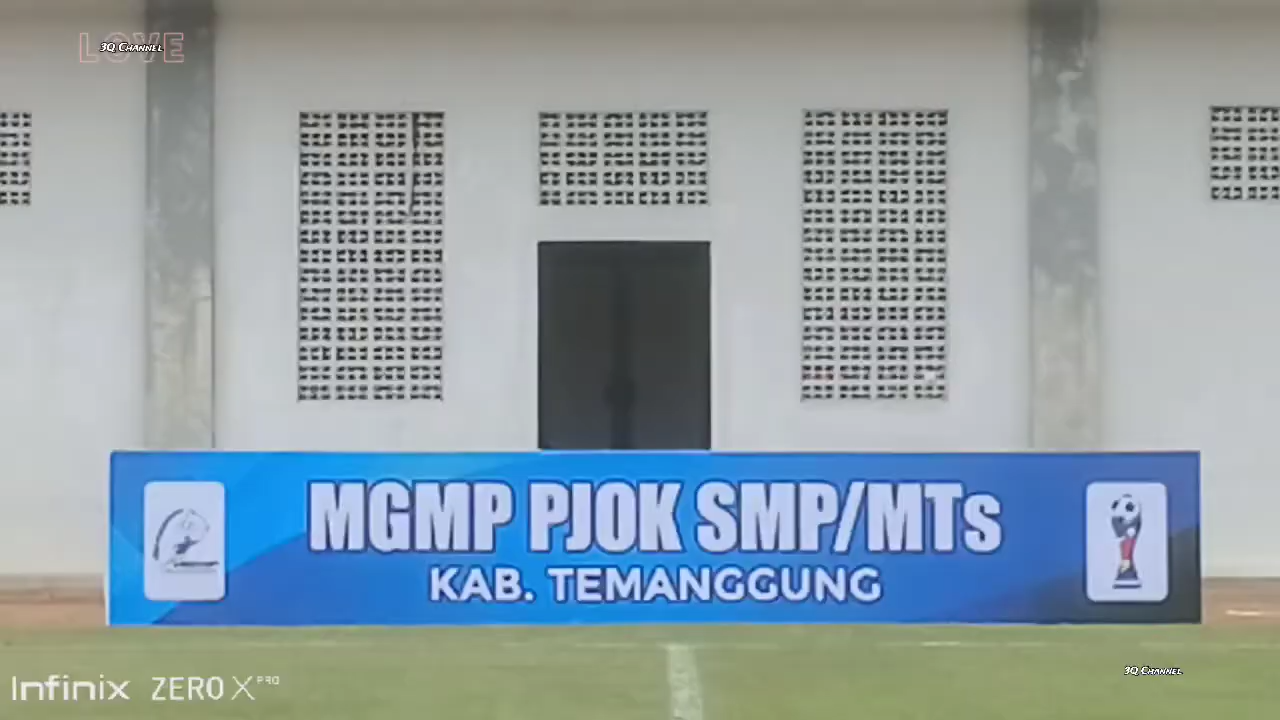 LOVE
3Q Channel
MGMP PJOK SMP/MTs
KAB. TEMANGGUNG
3Q Channel
Infinix ZERO X PRO